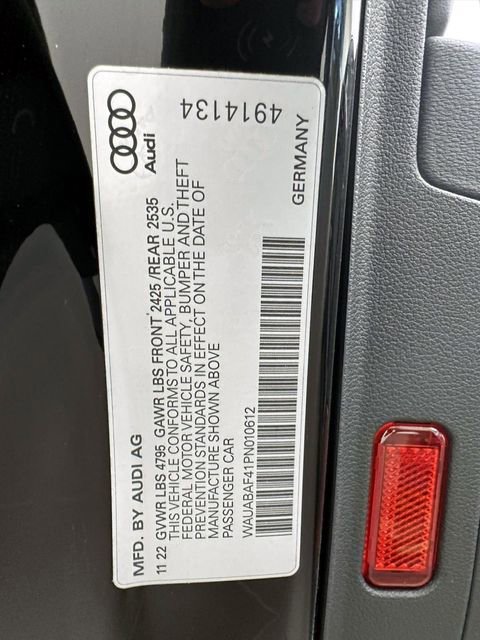 4914134
Audi
GERMANY
MFD. BY AUDI AG
11 22 GVWR LBS 4795 GAWR LBS FRONT 2425/REAR 2535
THIS VEHICLE CONFORMS TO ALL APPLICABLE U.S.
FEDERAL MOTOR VEHICLE SAFETY, BUMPER AND THEFT
PREVENTION STANDARDS IN EFFECT ON THE DATE OF
MANUFACTURE SHOWN ABOVE
PASSENGER CAR
WAUABAF41PN010612